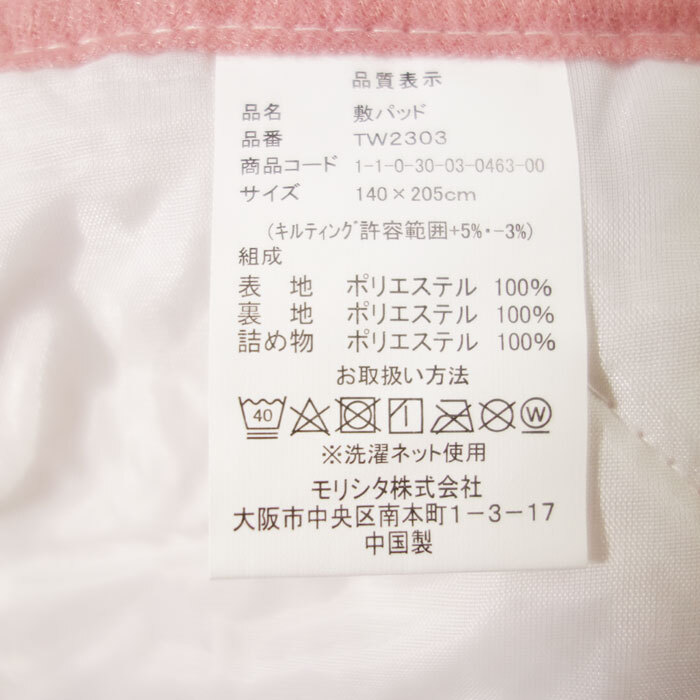 品質表示
品名 敷パッド
品番 TW2303
商品コード 1-1-0-30-03-0463-00
サイズ 140×205cm
(キルティング許容範囲+5%・-3%)
組成
表 地 ポリエステル 100%
裏 地 ポリエステル 100%
詰め物 ポリエステル 100%
お取扱い方法
40 W
※洗濯ネット使用
モリシタ株式会社
大阪市中央区南本町1-3-17
中国製